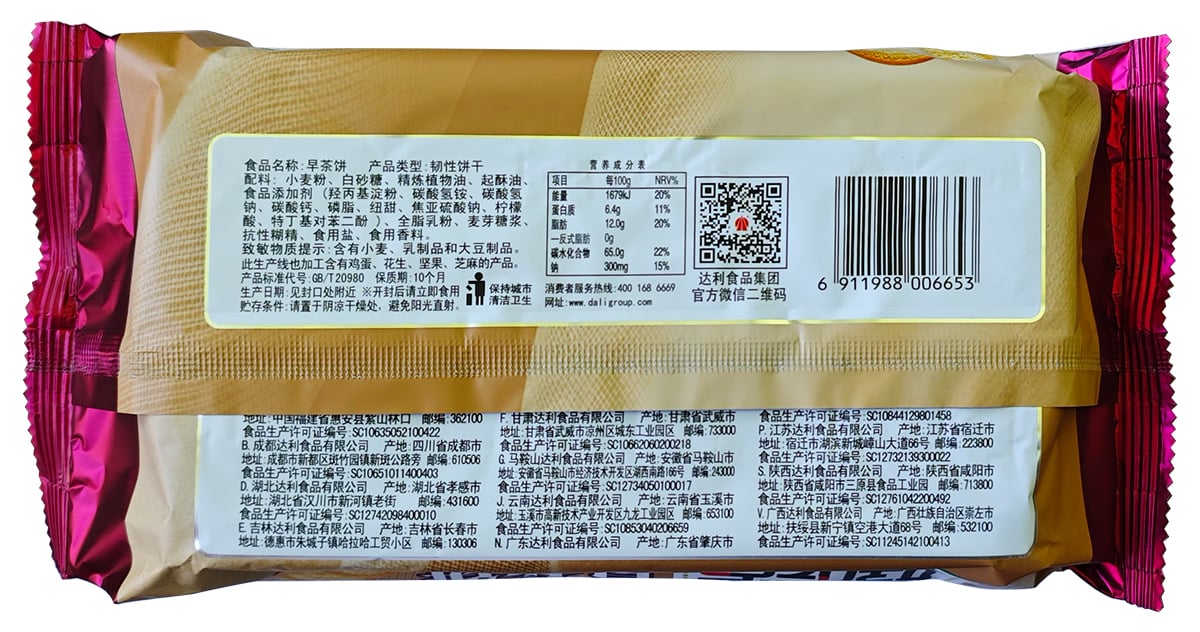 食品名称:早茶饼 产品类型:韧性饼干
配料: 小麦粉、白砂糖、精炼植物油、起酥油、
食品添加剂（羟丙基淀粉、碳酸氢铵、碳酸氢
钠、碳酸钙、磷脂、纽甜、焦亚硫酸钠、柠檬
酸、特丁基对苯二酚）、全脂乳粉、麦芽糖浆、
抗性糊精、食用盐、食用香料。
致敏物质提示:含有小麦、乳制品和大豆制品。
此生产线也加工含有鸡蛋、花生、坚果、芝麻的产品。
产品标准代号:GB/T20980 保质期:10个月
生产日期:见封口处附近 ※开封后请立即食用
贮存条件:请置于阴凉干燥处、避免阳光直射。
保持城市
清洁卫生
营养成分表
项目 每100g NRV%
能量 1679kJ 20%
蛋白质 6.4g 11%
脂肪 12.0g 20%
一反式脂肪 0g
碳水化合物 65.0g 22%
钠 300mg 15%
消费者服务热线:400 168 6669
网址:www.daligroup.com
达利食品集团
官方微信二维码
6 911988 006653
地址:中国福建省惠安县紫山林口 邮编:362100
食品生产许可证编号:SC10635052100422
B.成都达利食品有限公司 产地:四川省成都市
地址:成都市新都区斑竹园镇新斑公路旁 邮编:610506
食品生产许可证编号:SC10651011400403
D.湖北达利食品有限公司 产地:湖北省孝感市
地址:湖北省汉川市新河镇老街 邮编:431600
食品生产许可证编号:SC12742098400010
E.吉林达利食品有限公司 产地:吉林省长春市
地址:德惠市朱城子镇哈拉哈工贸小区 邮编:130306
F.甘肃达利食品有限公司 产地:甘肃省武威市
地址:甘肃省武威市凉州区城东工业园区 邮编:733000
食品生产许可证编号:SC10662060200218
G.马鞍山达利食品有限公司 产地:安徽省马鞍山市
地址:安徽省马鞍山市经济技术开发区湖西南路166号 邮编:243000
食品生产许可证编号:SC12734050100017
J.云南达利食品有限公司 产地:云南省玉溪市
地址:玉溪市高新技术产业开发区九龙工业园区 邮编:653100
食品生产许可证编号:SC10853040206659
N.广东达利食品有限公司 产地:广东省肇庆市
食品生产许可证编号:SC10844129801458
P.江苏达利食品有限公司 产地:江苏省宿迁市
地址:宿迁市湖滨新城嶂山大道66号 邮编:223800
食品生产许可证编号:SC12732139300022
S.陕西达利食品有限公司 产地:陕西省咸阳市
地址:陕西省咸阳市三原县食品工业园 邮编:713800
食品生产许可证编号:SC12761042200492
V.广西达利食品有限公司 产地:广西壮族自治区崇左市
地址:扶绥县新宁镇空港大道68号 邮编:532100
食品生产许可证编号:SC11245142100413